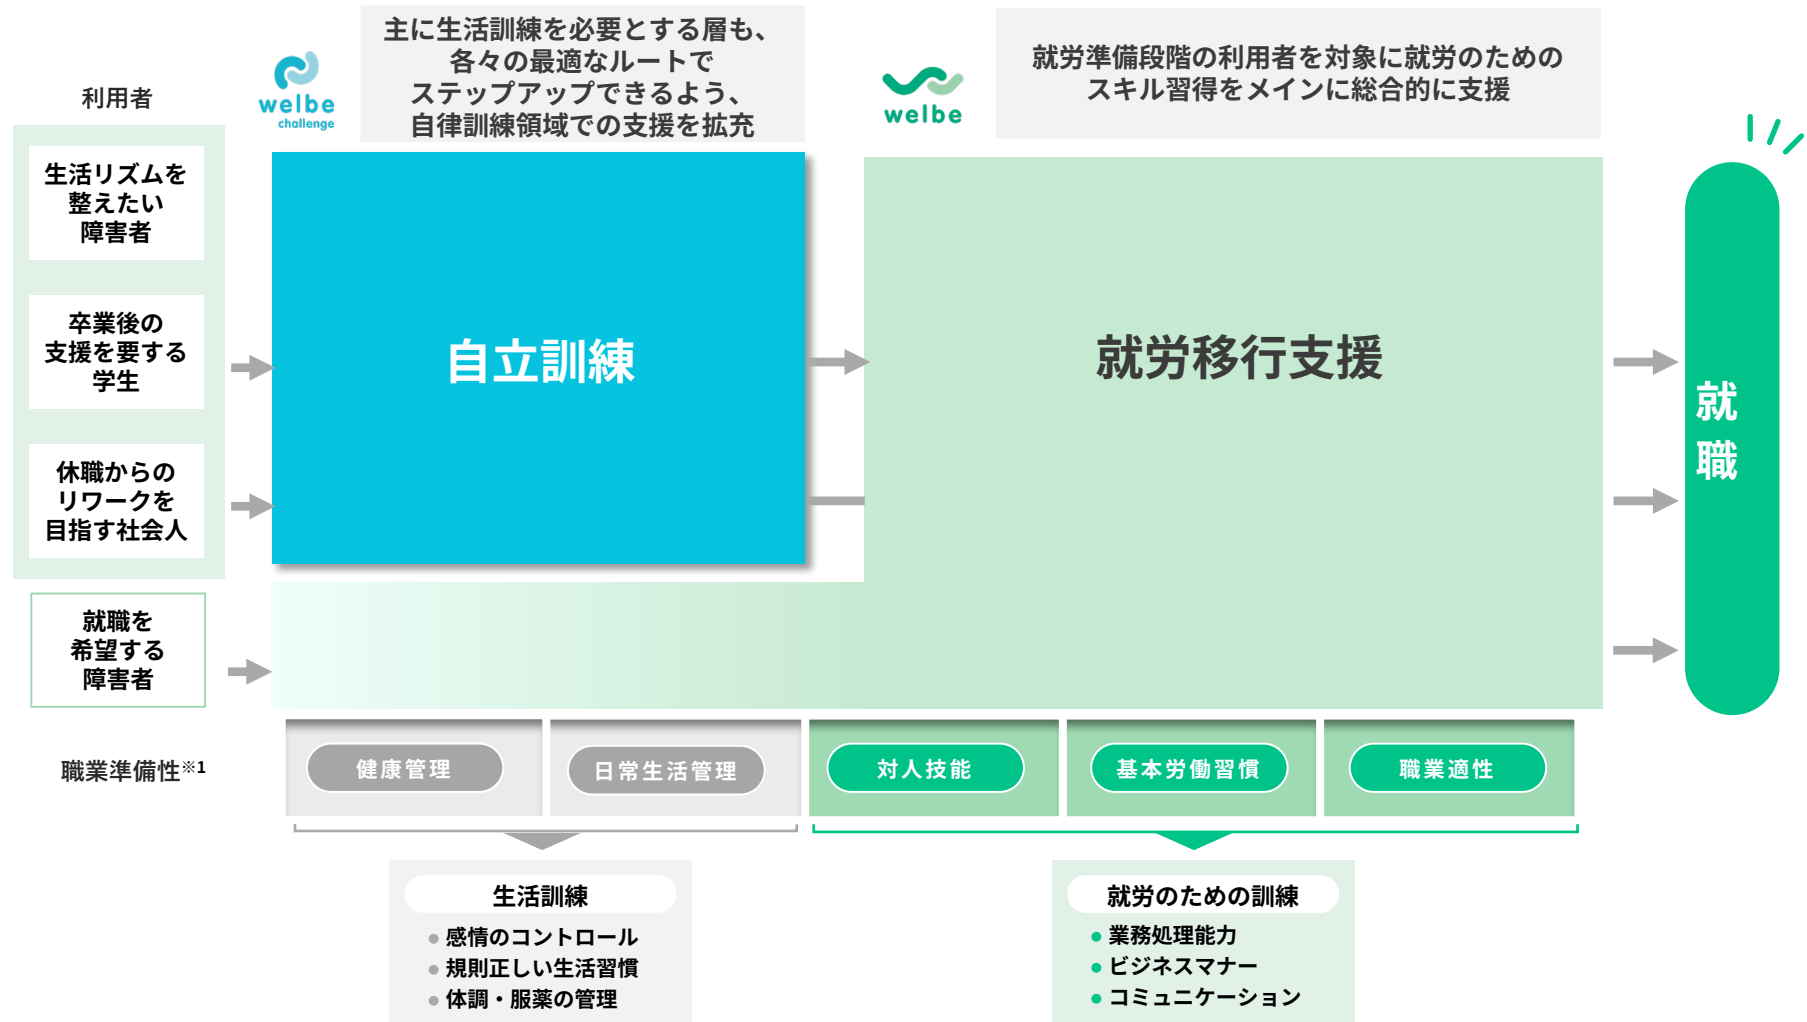 主に生活訓練を必要とする層も、
各々の最適なルートで
ステップアップできるよう、
自律訓練領域での支援を拡充
就労準備段階の利用者を対象に就労のための
スキル習得をメインに総合的に支援
welbe
challenge
welbe
利用者
生活リズムを
整えたい
障害者
卒業後の
支援を要する
学生
休職からの
リワークを
目指す社会人
就職を
希望する
障害者
自立訓練
就労移行支援
就
職
職業準備性※1
健康管理
日常生活管理
対人技能
基本労働習慣
職業適性
生活訓練
● 感情のコントロール
● 規則正しい生活習慣
● 体調・服薬の管理
就労のための訓練
● 業務処理能力
● ビジネスマナー
● コミュニケーション